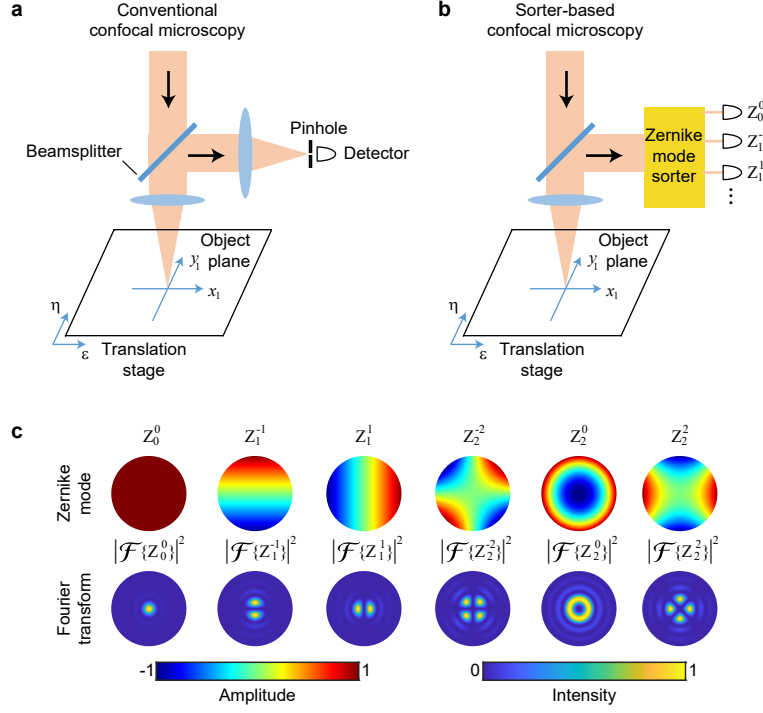 a
Conventional
confocal microscopy
Beamsplitter
Pinhole
Detector
Object
plane
y₁
x₁
η
ε
Translation
stage
b
Sorter-based
confocal microscopy
Zernike
mode
sorter
Z₀⁰
Z₁⁻
Z₁¹
⋮
Object
plane
y₁
x₁
η
ε
Translation
stage
c
Z₀⁰ Z₁⁻¹ Z₁¹ Z₂⁻² Z₂⁰ Z₂²
Zernike
mode
|ℱ{Z₀⁰}|² |ℱ{Z₁⁻¹}|² |ℱ{Z₁¹}|² |ℱ{Z₂⁻²}|² |ℱ{Z₂⁰}|² |ℱ{Z₂²}|²
Fourier
transform
-1 1
Amplitude
0 1
Intensity